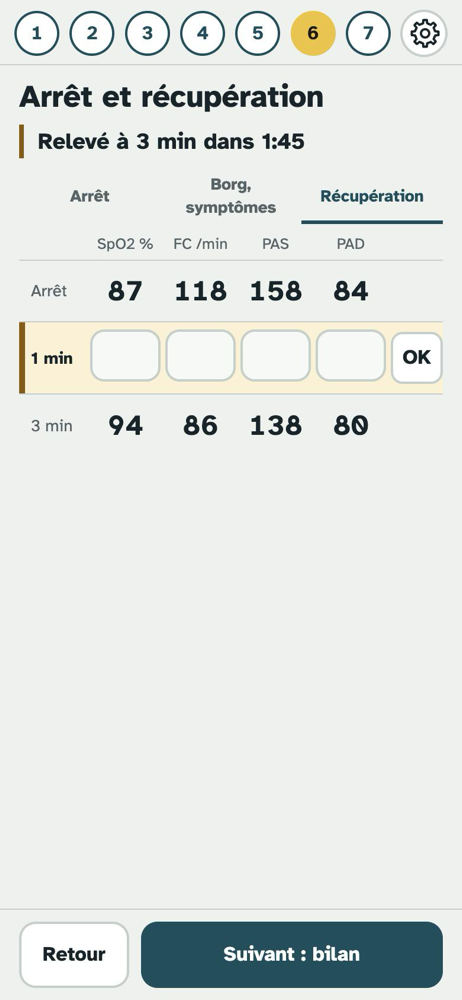 1 2 3 4 5 6 7
Arrêt et récupération
Relevé à 3 min dans 1:45
Arrêt
Borg,
symptômes
Récupération
SpO2 % FC /min PAS PAD
Arrêt 87 118 158 84
1 min OK
3 min 94 86 138 80
Retour
Suivant : bilan